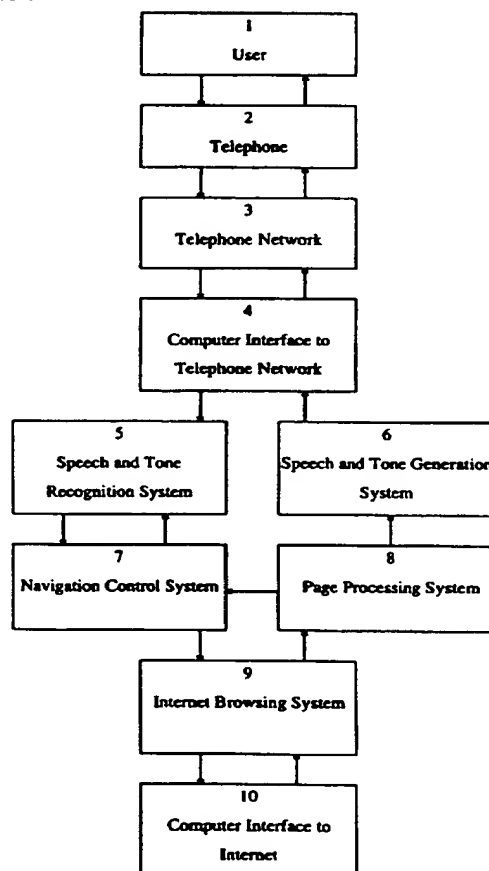 1
User
2
Telephone
3
Telephone Network
4
Computer Interface to
Telephone Network
5
Speech and Tone
Recognition System
6
Speech and Tone Generation
System
7
Navigation Control System
8
Page Processing System
9
Internet Browsing System
10
Computer Interface to
Internet